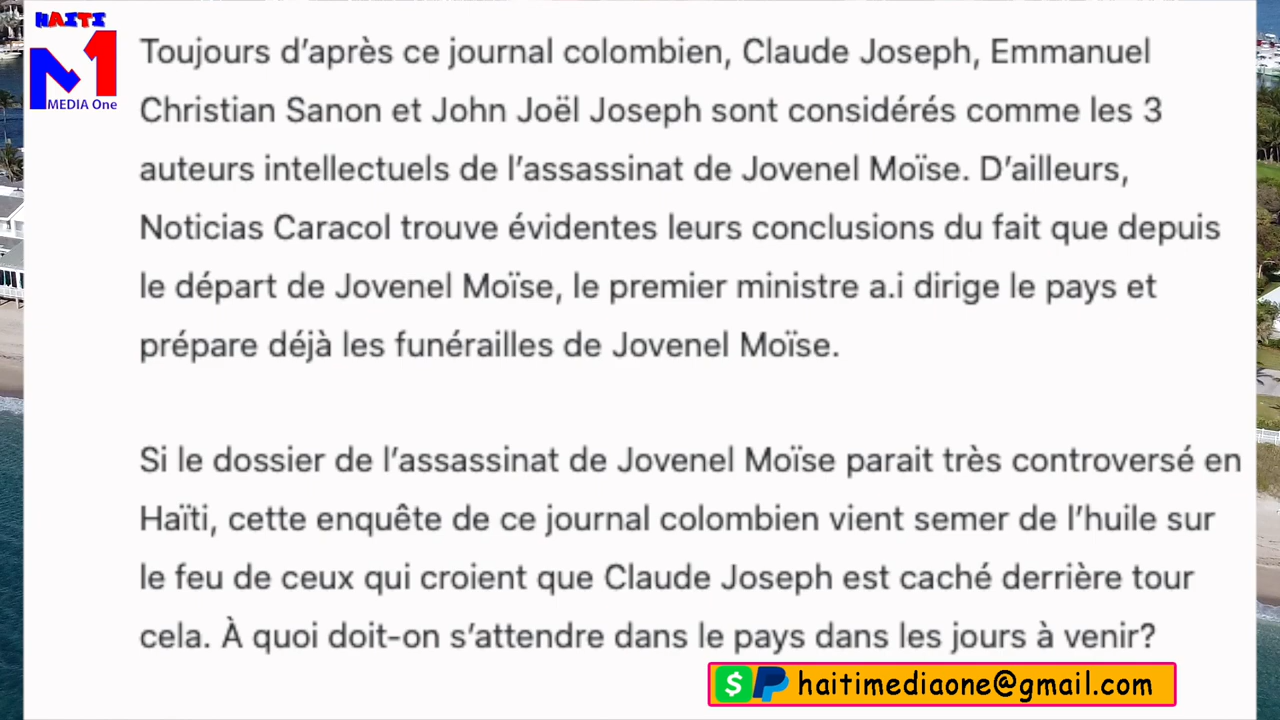 HAITI
M1
MEDIA One
Toujours d’après ce journal colombien, Claude Joseph, Emmanuel
Christian Sanon et John Joël Joseph sont considérés comme les 3
auteurs intellectuels de l’assassinat de Jovenel Moïse. D’ailleurs,
Noticias Caracol trouve évidentes leurs conclusions du fait que depuis
le départ de Jovenel Moïse, le premier ministre a.i dirige le pays et
prépare déjà les funérailles de Jovenel Moïse.
Si le dossier de l’assassinat de Jovenel Moïse parait très controversé en
Haïti, cette enquête de ce journal colombien vient semer de l’huile sur
le feu de ceux qui croient que Claude Joseph est caché derrière tour
cela. À quoi doit-on s’attendre dans le pays dans les jours à venir?
$ haitimediaone@gmail.com